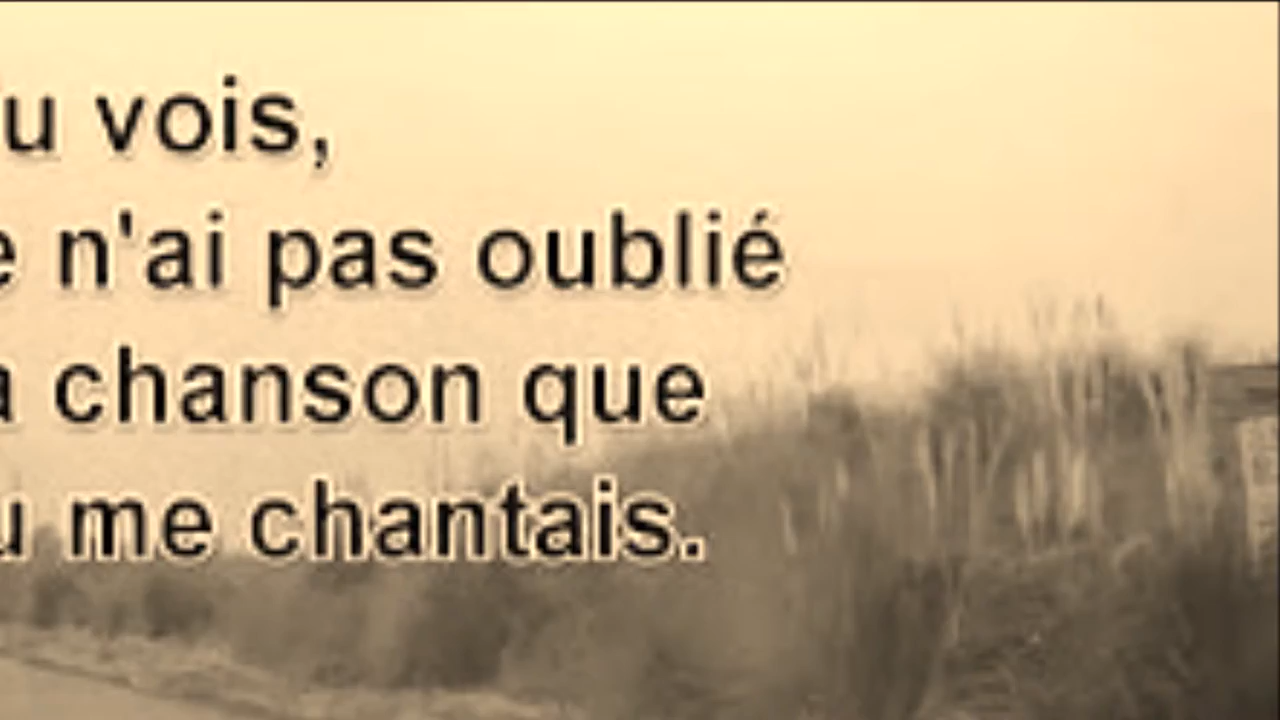 u vois,
e n'ai pas oublié
a chanson que
u me chantais.